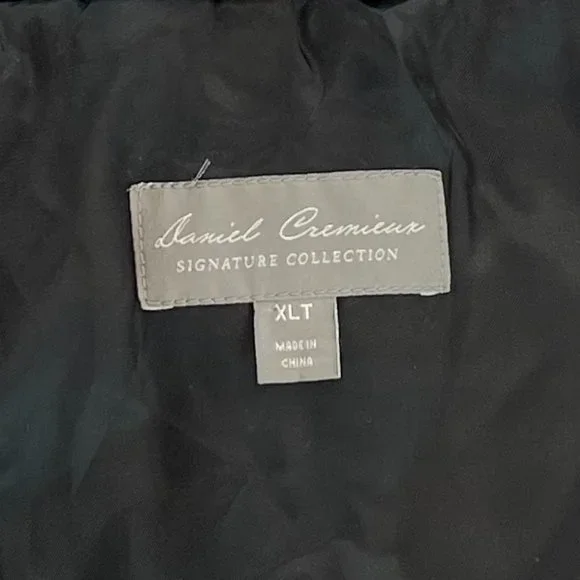 Daniel Cremieux
SIGNATURE COLLECTION
XLT
MADE IN
CHINA